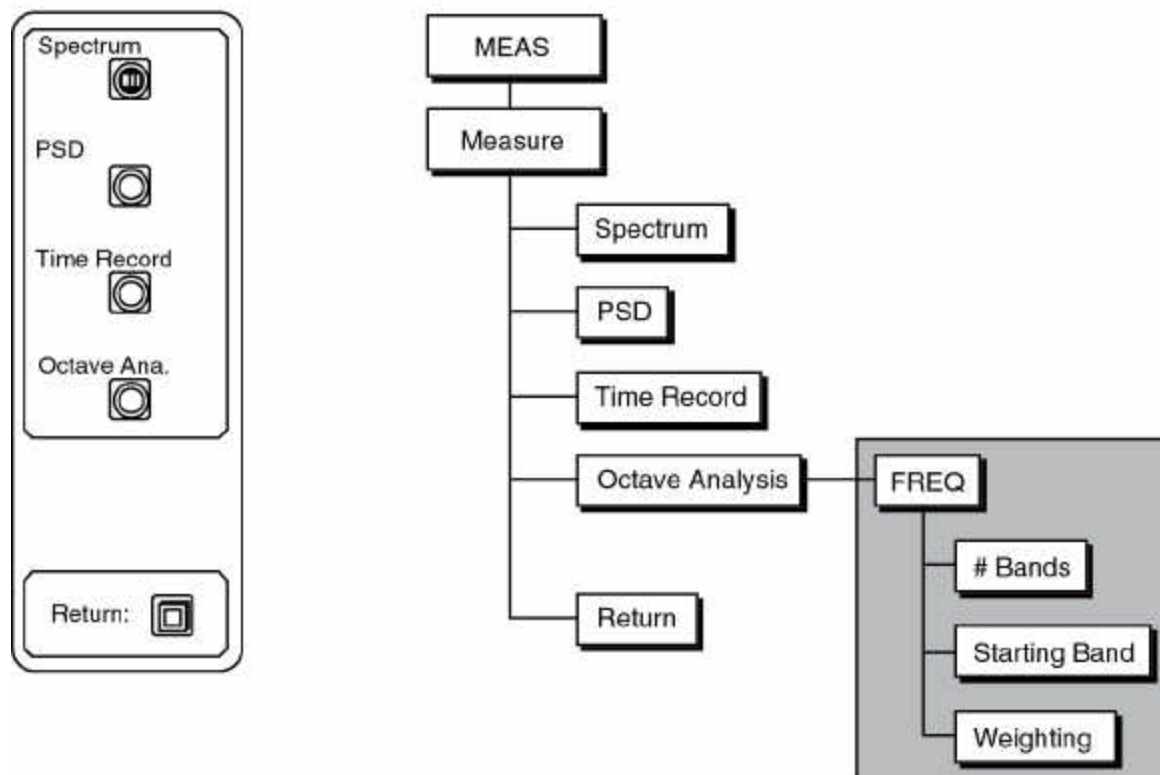 Spectrum
PSD
Time Record
Octave Ana.
Return:
MEAS
Measure
Spectrum
PSD
Time Record
Octave Analysis
Return
FREQ
# Bands
Starting Band
Weighting